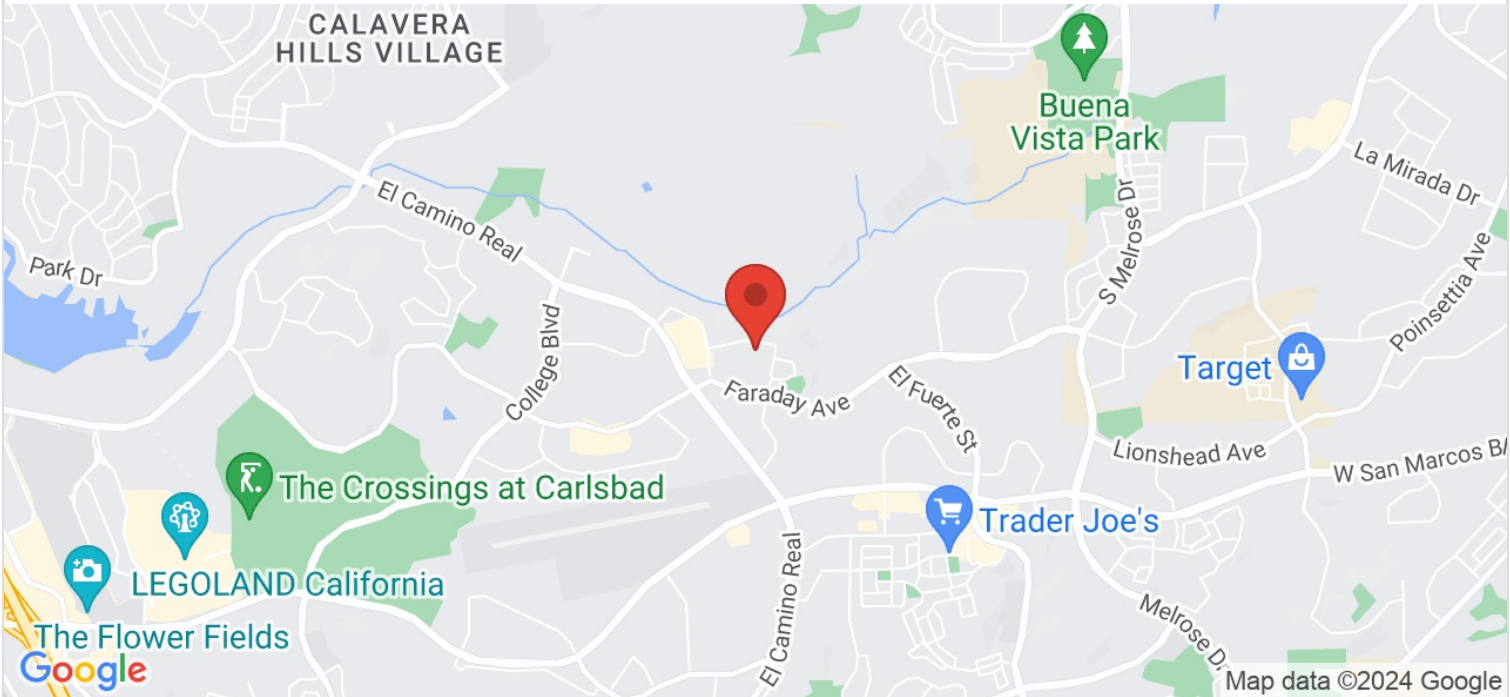 CALAVERA
HILLS VILLAGE
Buena
Vista Park
La Mirada Dr
El Camino Real
S Melrose Dr
Park Dr
Poinsettia Ave
College Blvd
Target
Faraday Ave
El Fuerte St
Lionshead Ave
W San Marcos
The Crossings at Carlsbad
Trader Joe's
LEGOLAND California
El Camino Real
Melrose Dr
The Flower Fields
Google
Map data ©2024 Google